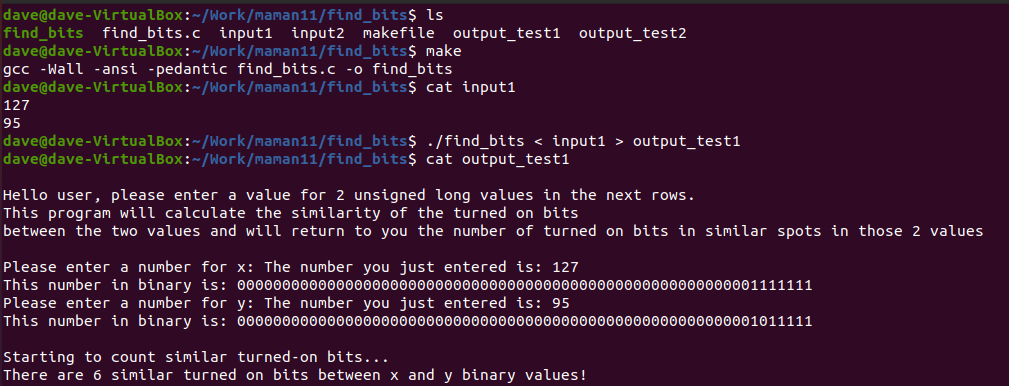 dave@dave-VirtualBox:~/Work/maman11/find_bits$ ls
find_bits  find_bits.c  input1  input2  makefile  output_test1  output_test2
dave@dave-VirtualBox:~/Work/maman11/find_bits$ make
gcc -Wall -ansi -pedantic find_bits.c -o find_bits
dave@dave-VirtualBox:~/Work/maman11/find_bits$ cat input1
127
95
dave@dave-VirtualBox:~/Work/maman11/find_bits$ ./find_bits < input1 > output_test1
dave@dave-VirtualBox:~/Work/maman11/find_bits$ cat output_test1
Hello user, please enter a value for 2 unsigned long values in the next rows.
This program will calculate the similarity of the turned on bits
between the two values and will return to you the number of turned on bits in similar spots in those 2 values
Please enter a number for x: The number you just entered is: 127
This number in binary is: 0000000000000000000000000000000000000000000000000000000001111111
Please enter a number for y: The number you just entered is: 95
This number in binary is: 0000000000000000000000000000000000000000000000000000000001011111
Starting to count similar turned-on bits...
There are 6 similar turned on bits between x and y binary values!